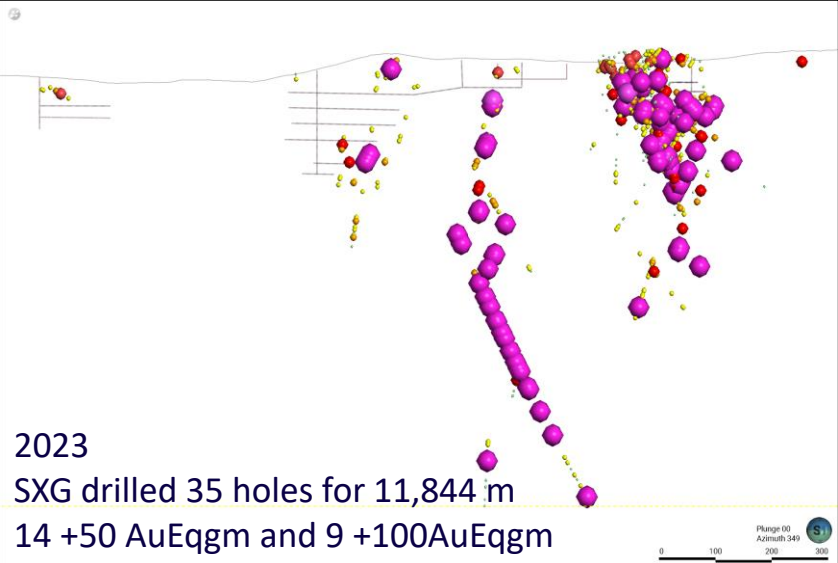 2023
SXG drilled 35 holes for 11,844 m
14 +50 AuEqgm and 9 +100AuEqgm
Plunge 00
Azimuth 349
0 100 200 300